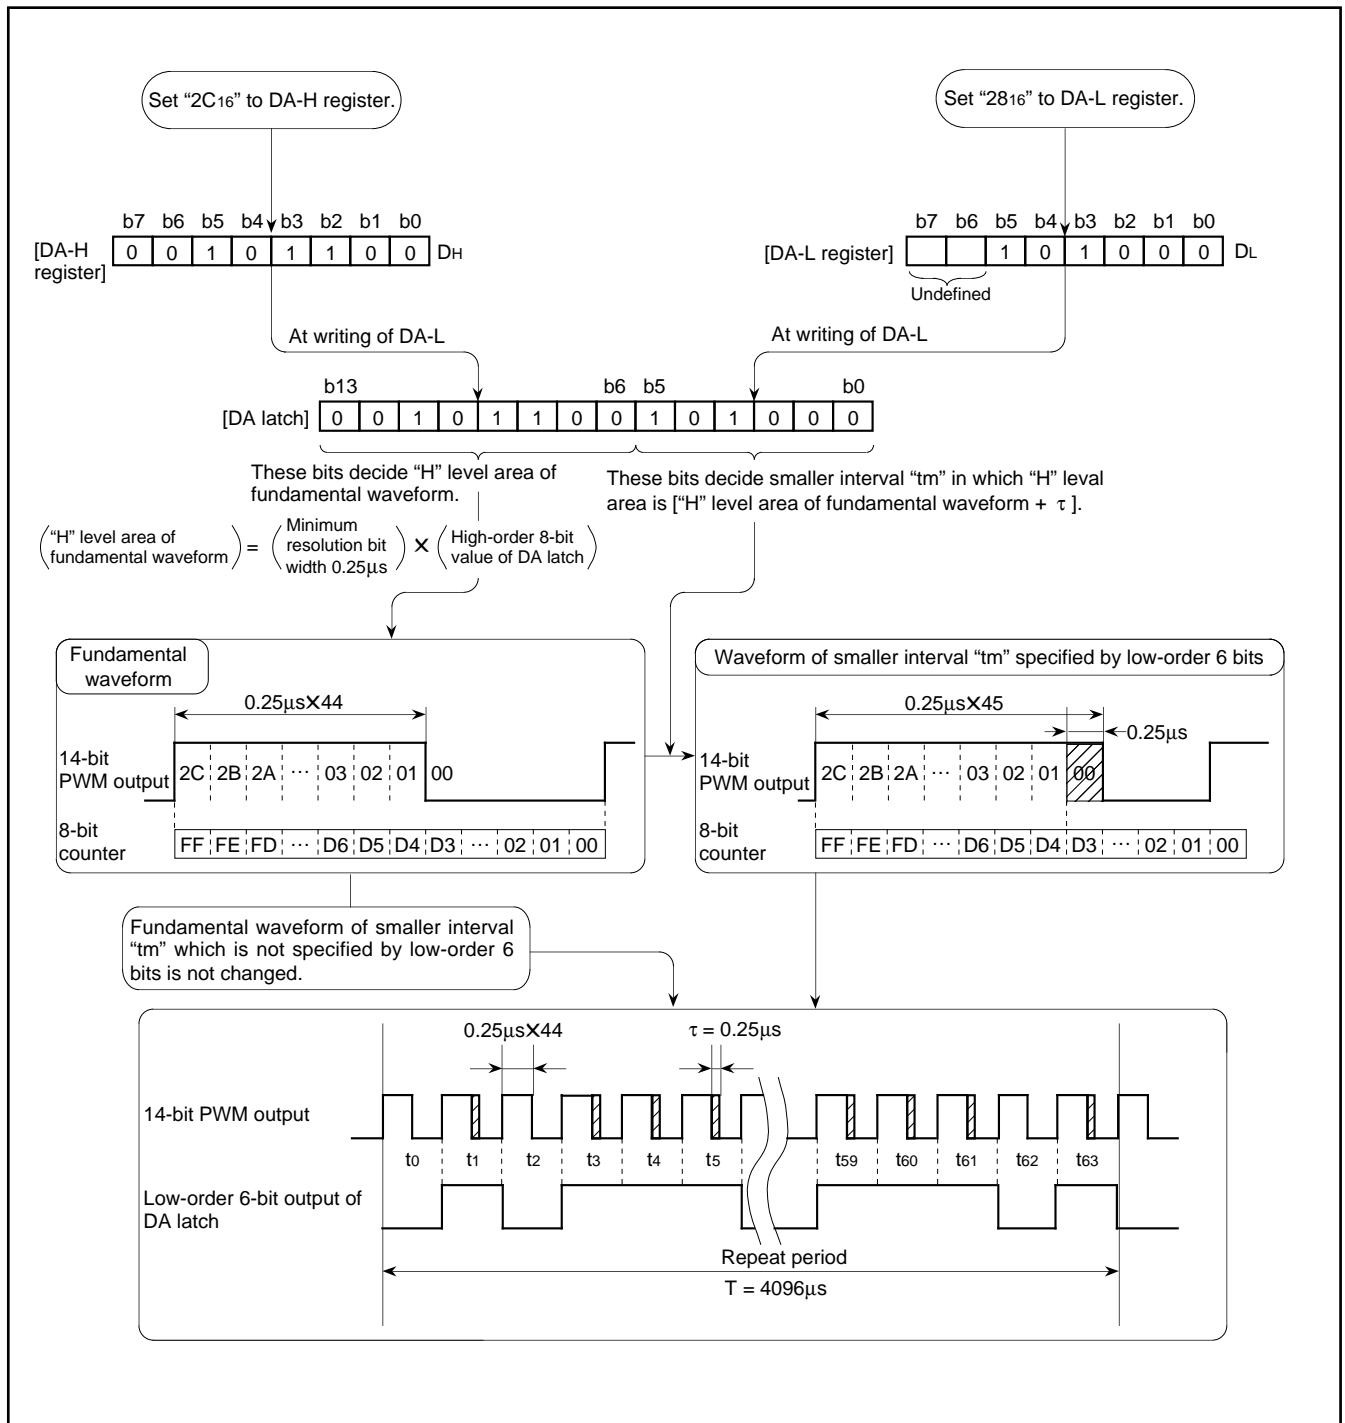 Set “2C16” to DA-H register.
Set “2816” to DA-L register.
b7 b6 b5 b4 b3 b2 b1 b0
[DA-H register] 0 0 1 0 1 1 0 0 DH
b7 b6 b5 b4 b3 b2 b1 b0
[DA-L register] 1 0 1 0 0 0 DL
Undefined
At writing of DA-L
At writing of DA-L
b13 b6 b5 b0
[DA latch] 0 0 1 0 1 1 0 0 1 0 1 0 0 0
These bits decide “H” level area of
fundamental waveform.
These bits decide smaller interval “tm” in which “H” leval
area is [“H” level area of fundamental waveform + τ ].
“H” level area of
fundamental waveform
=
Minimum
resolution bit
width 0.25µs
×
High-order 8-bit
value of DA latch
Fundamental
waveform
0.25µs×44
14-bit
PWM output
2C 2B 2A ··· 03 02 01 00
8-bit
counter
FF FE FD ··· D6 D5 D4 D3 ··· 02 01 00
Waveform of smaller interval “tm” specified by low-order 6 bits
0.25µs×45
0.25µs
14-bit
PWM output
2C 2B 2A ··· 03 02 01 00
8-bit
counter
FF FE FD ··· D6 D5 D4 D3 ··· 02 01 00
Fundamental waveform of smaller interval
“tm” which is not specified by low-order 6
bits is not changed.
0.25µs×44
τ = 0.25µs
14-bit PWM output
t0 t1 t2 t3 t4 t5 t59 t60 t61 t62 t63
Low-order 6-bit output of
DA latch
Repeat period
T = 4096µs